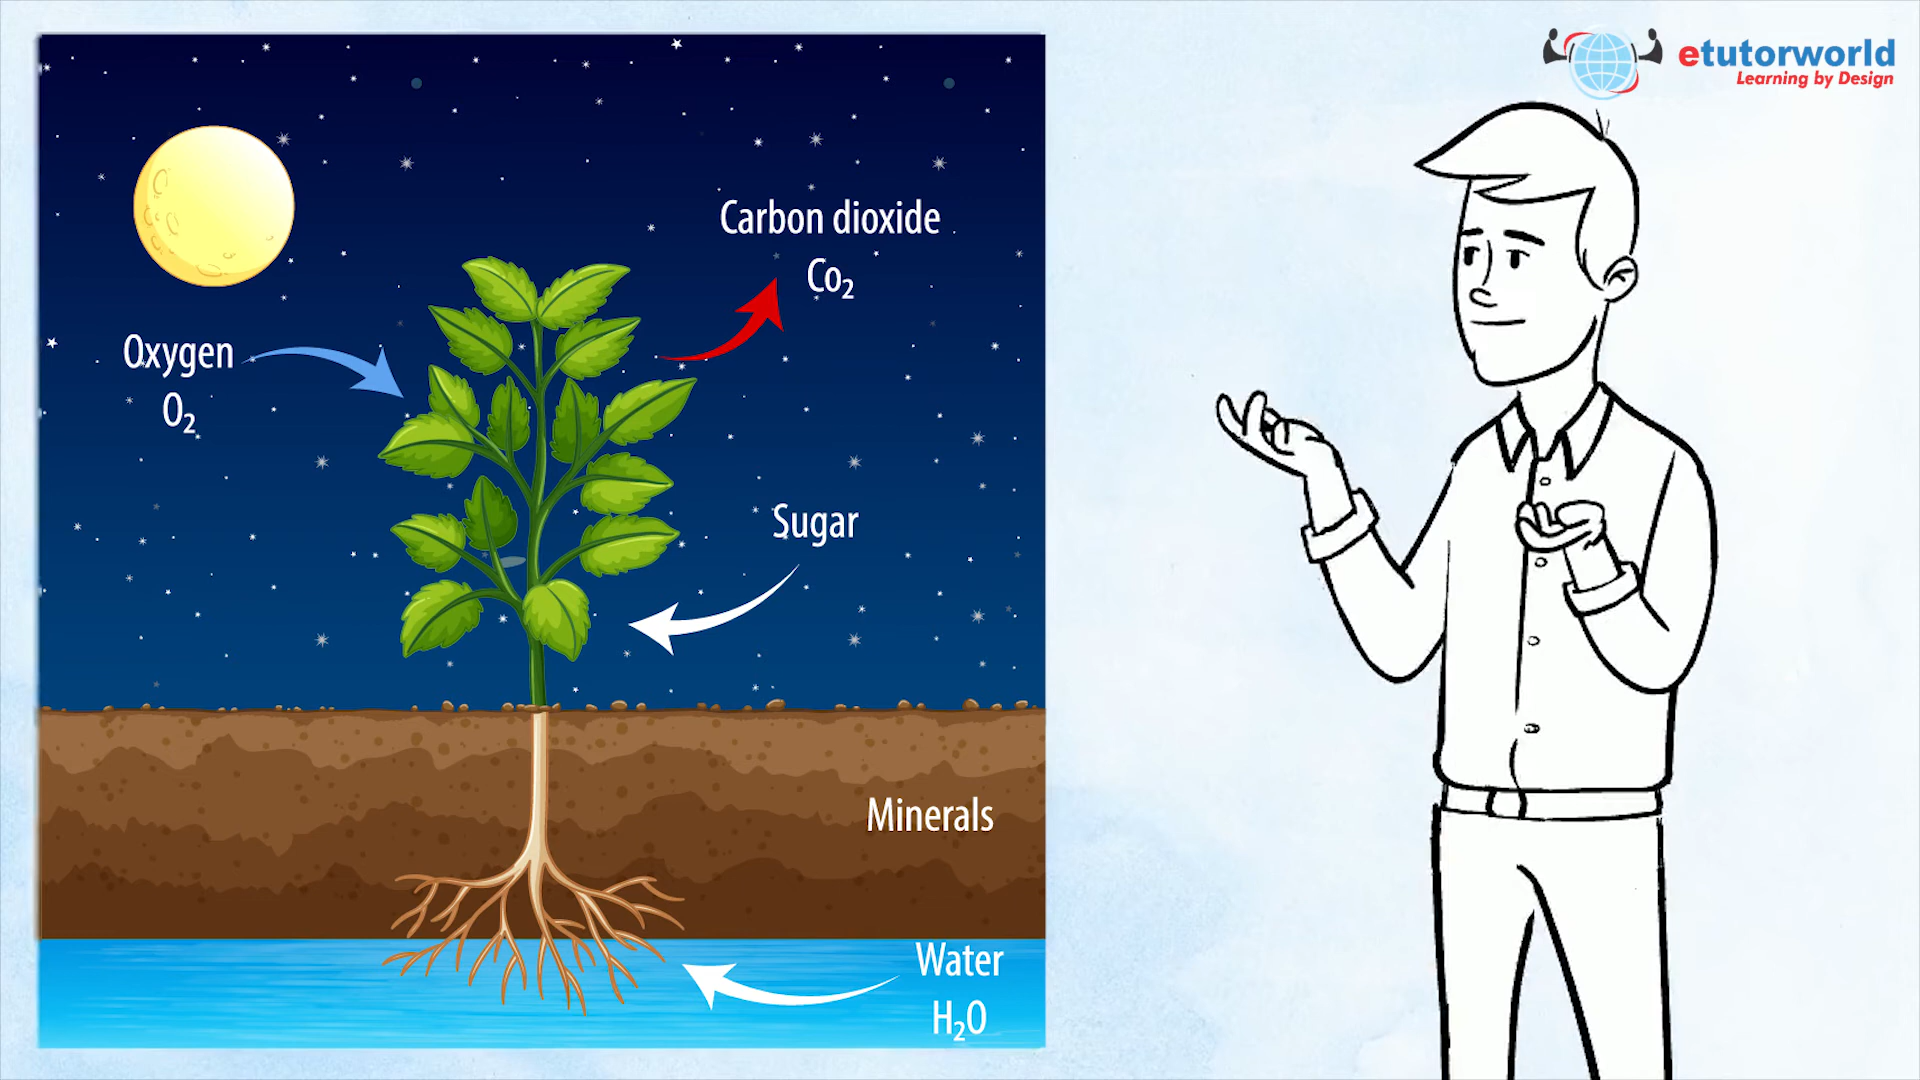 etutorworld
Learning by Design
Carbon dioxide
Co₂
Oxygen
O₂
Sugar
Minerals
Water
H₂O